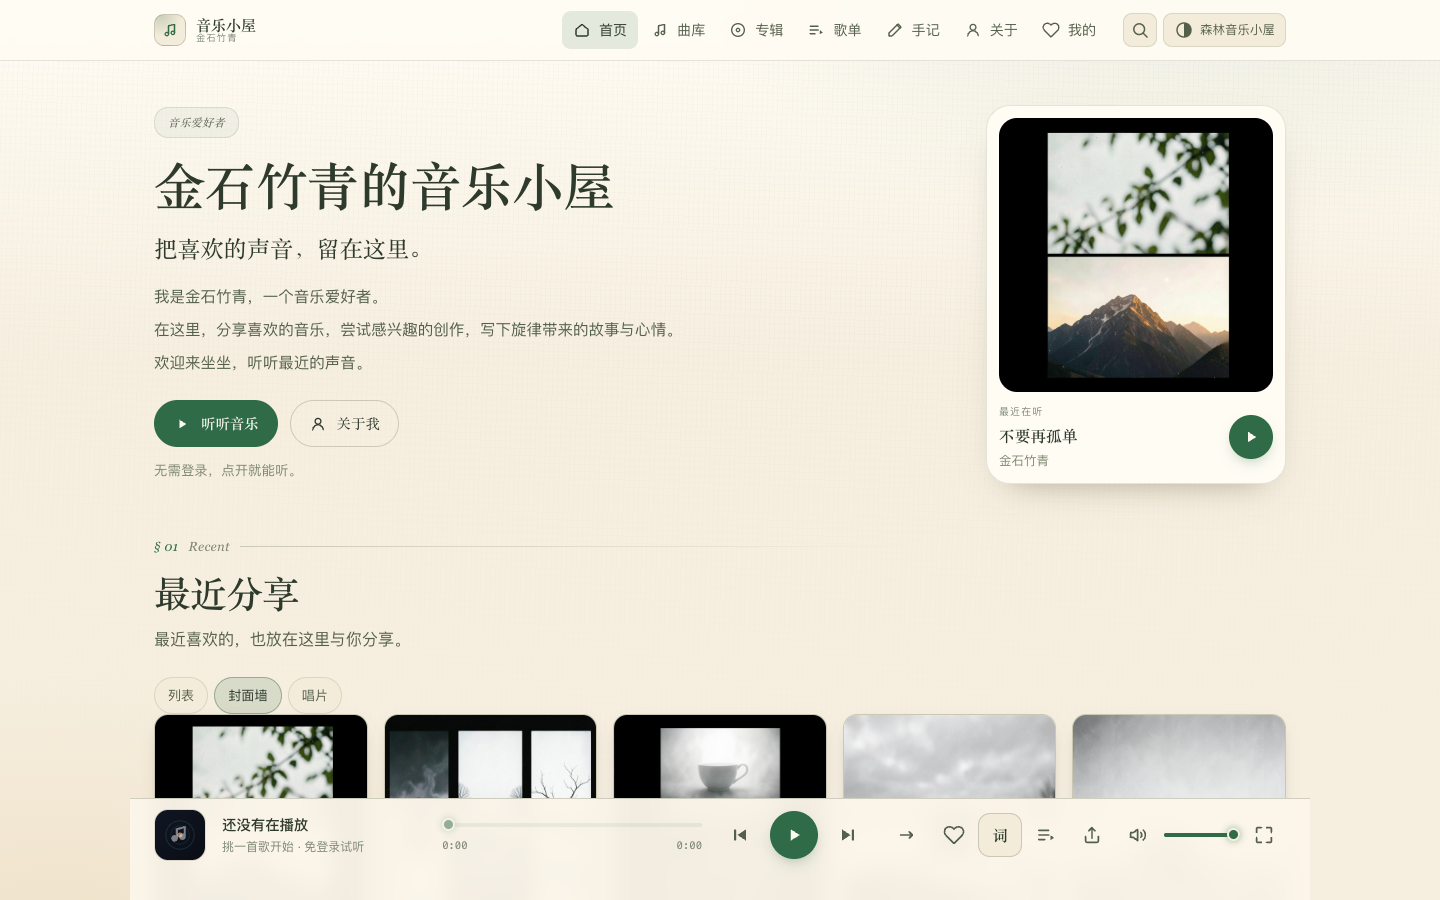 音乐小屋
金石竹青
首页
曲库
专辑
歌单
手记
关于
我的
森林音乐小屋
音乐爱好者
金石竹青的音乐小屋
把喜欢的声音，留在这里。
我是金石竹青，一个音乐爱好者。
在这里，分享喜欢的音乐，尝试感兴趣的创作，写下旋律带来的故事与心情。
欢迎来坐坐，听听最近的声音。
听听音乐
关于我
无需登录，点开就能听。
最近在听
不要再孤单
金石竹青
§ 01 Recent
最近分享
最近喜欢的，也放在这里与你分享。
列表
封面墙
唱片
还没有在播放
挑一首歌开始 · 免登录试听
0:00
0:00
词